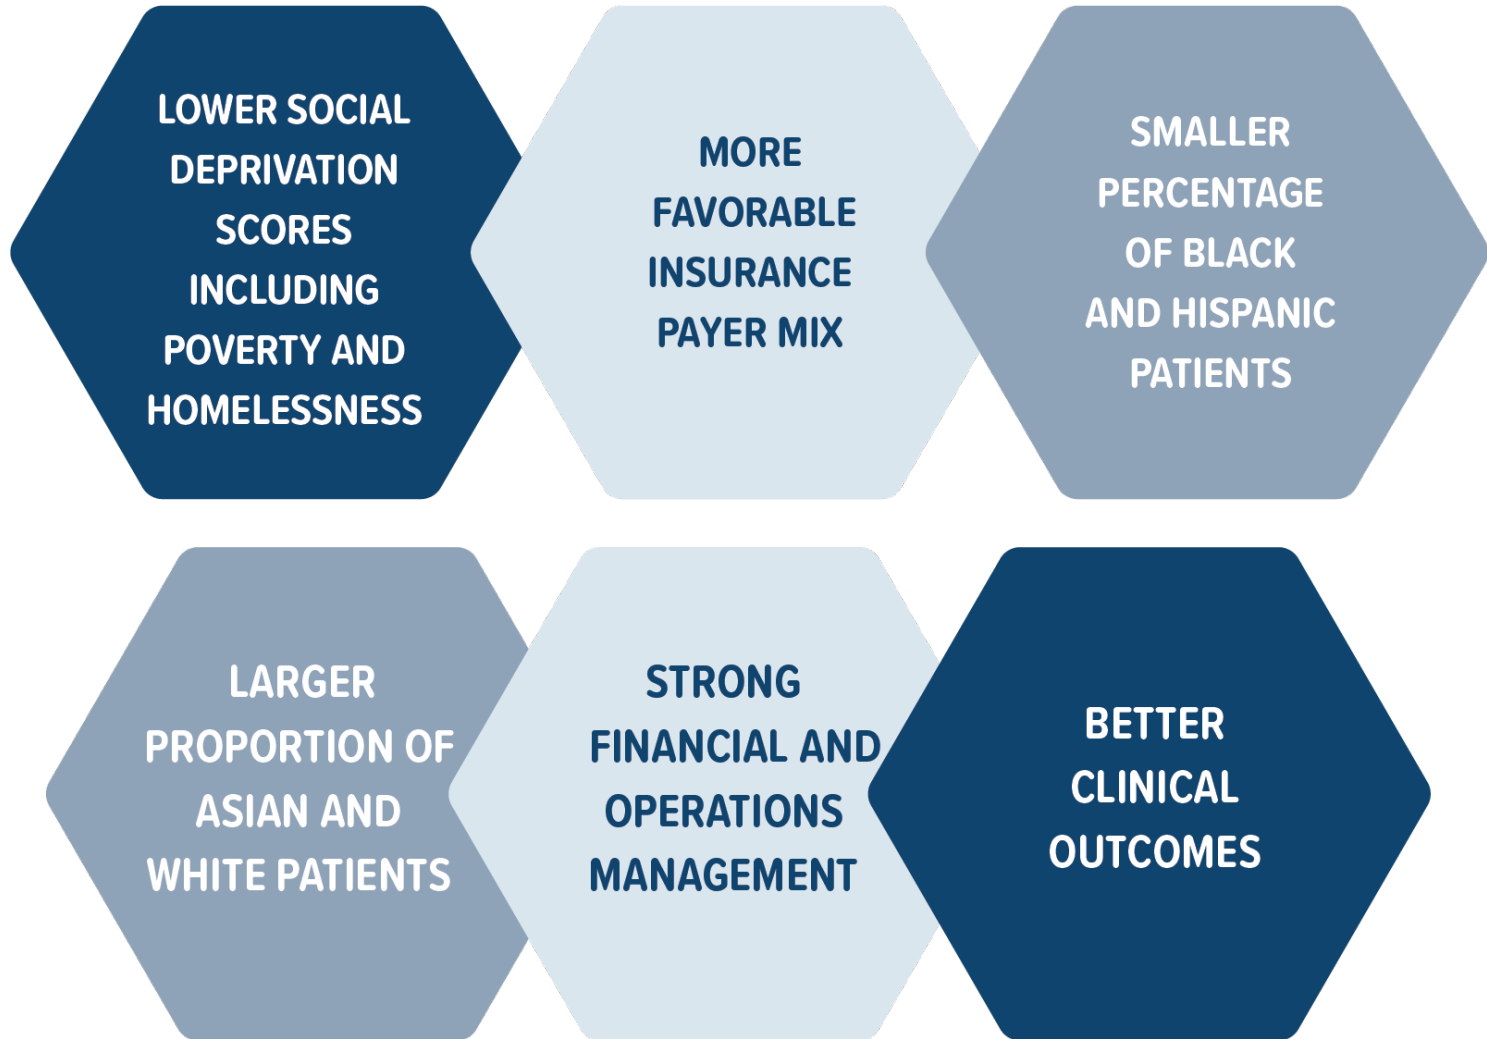 LOWER SOCIAL
DEPRIVATION
SCORES
INCLUDING
POVERTY AND
HOMELESSNESS
MORE
FAVORABLE
INSURANCE
PAYER MIX
SMALLER
PERCENTAGE
OF BLACK
AND HISPANIC
PATIENTS
LARGER
PROPORTION OF
ASIAN AND
WHITE PATIENTS
STRONG
FINANCIAL AND
OPERATIONS
MANAGEMENT
BETTER
CLINICAL
OUTCOMES